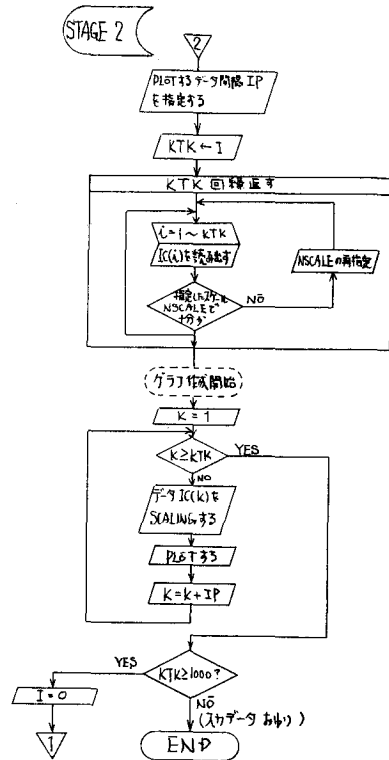 STAGE 2
2
PLOTするデータ間隔 IP
を指定する
KTK ← I
KTK 回繰返す
i = 1 ~ KTK
IC(i)を読み出す
指定したスケール
NSCALEで
十分か
NO
NSCALEの再指定
グラフ作成開始
K = 1
K ≥ KTK
YES
NO
データ IC(K)を
SCALINGする
PLOTする
K = K + IP
KTK ≥ 1000?
YES
I = 0
1
NO
(入力データ おわり)
END